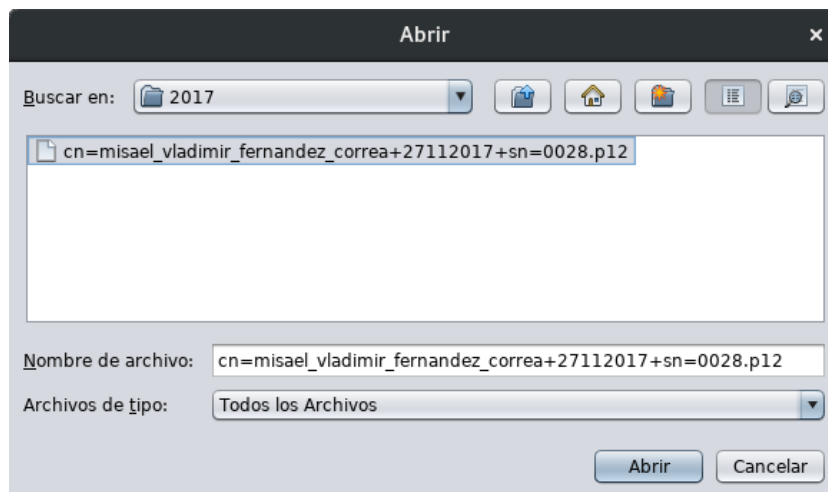 Abrir
Buscar en: 2017
cn=misael_vladimir_fernandez_correa+27112017+sn=0028.p12
Nombre de archivo: cn=misael_vladimir_fernandez_correa+27112017+sn=0028.p12
Archivos de tipo: Todos los Archivos
Abrir Cancelar